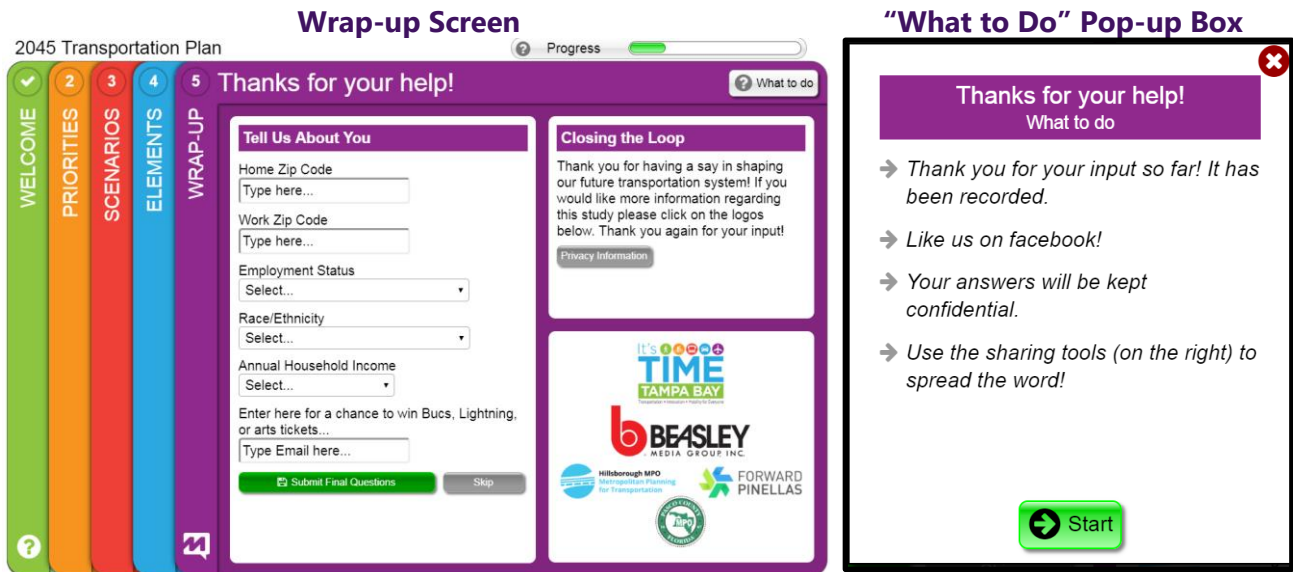 Wrap-up Screen
"What to Do" Pop-up Box
2045 Transportation Plan
Progress
WELCOME
2
PRIORITIES
3
SCENARIOS
4
ELEMENTS
5
WRAP-UP
Thanks for your help!
What to do
Tell Us About You
Home Zip Code
Type here...
Work Zip Code
Type here...
Employment Status
Select...
Race/Ethnicity
Select...
Annual Household Income
Select...
Enter here for a chance to win Bucs, Lightning,
or arts tickets...
Type Email here...
Submit Final Questions
Skip
Closing the Loop
Thank you for having a say in shaping
our future transportation system! If you
would like more information regarding
this study please click on the logos
below. Thank you again for your input!
Privacy Information
It's
TIME
TAMPA BAY
BEASLEY
MEDIA GROUP, INC.
Hillsborough MPO
Metropolitan Planning
for Transportation
FORWARD
PINELLAS
PASCO COUNTY
MPO
FLORIDA
Thanks for your help!
What to do
Thank you for your input so far! It has
been recorded.
Like us on facebook!
Your answers will be kept
confidential.
Use the sharing tools (on the right) to
spread the word!
Start